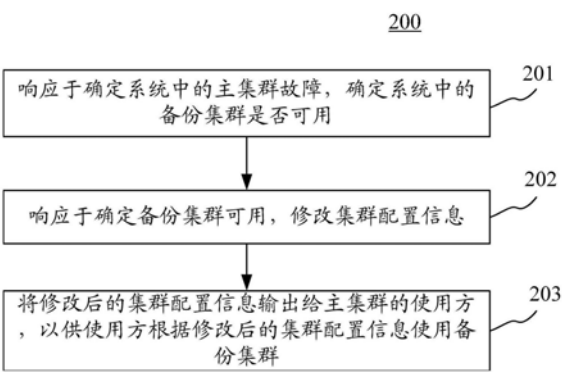 200
响应于确定系统中的主集群故障，确定系统中的
备份集群是否可用
201
响应于确定备份集群可用，修改集群配置信息
202
将修改后的集群配置信息输出给主集群的使用方
，以供使用方根据修改后的集群配置信息使用备
份集群
203